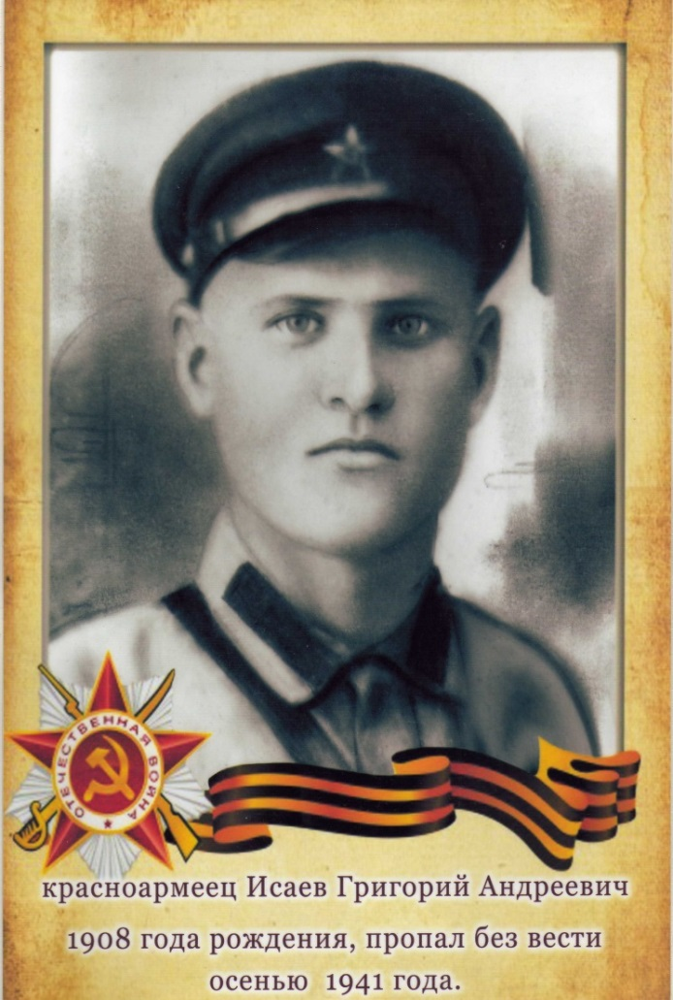 ОТЕЧЕСТВЕННАЯ ВОЙНА
красноармеец Исаев Григорий Андреевич
1908 года рождения, пропал без вести
осенью 1941 года.